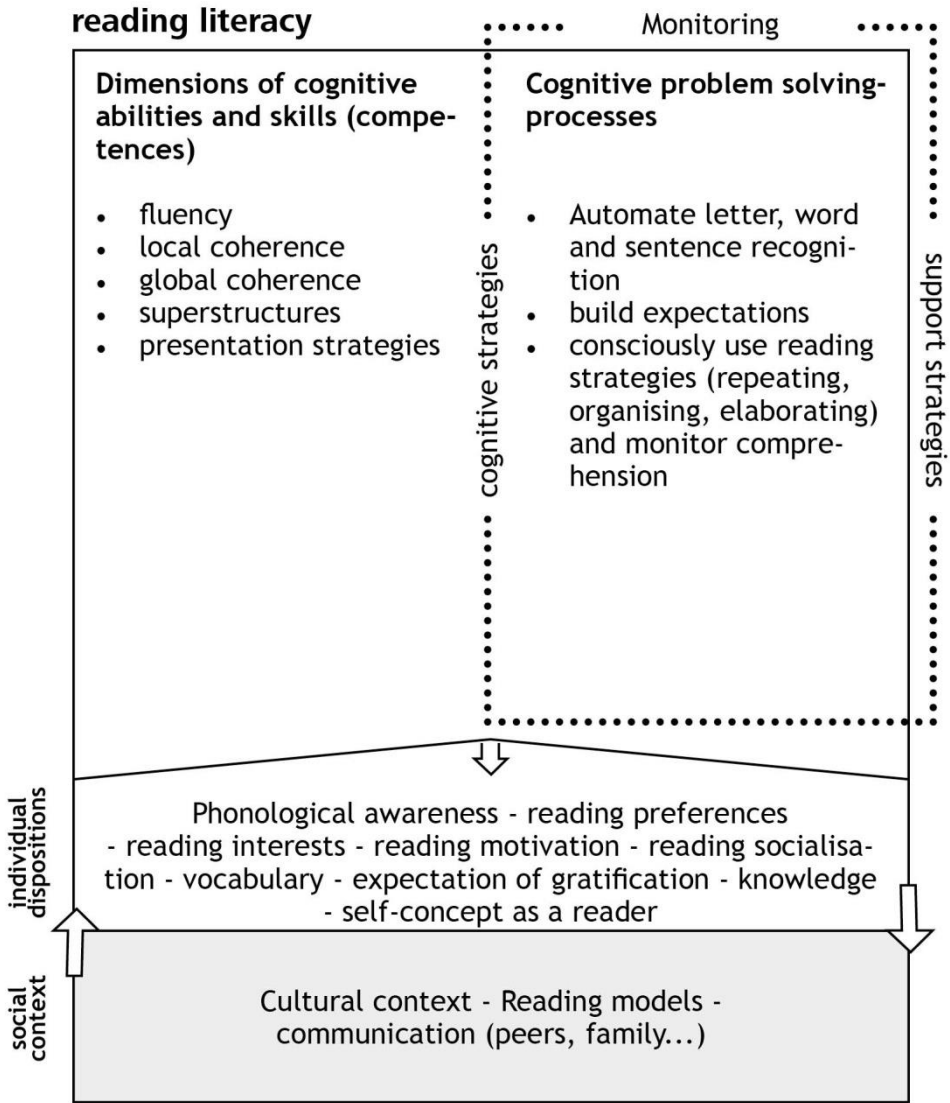 reading literacy
Monitoring
Dimensions of cognitive
abilities and skills (compe-
tences)
• fluency
• local coherence
• global coherence
• superstructures
• presentation strategies
cognitive strategies
Cognitive problem solving-
processes
• Automate letter, word
and sentence recogni-
tion
• build expectations
• consciously use reading
strategies (repeating,
organising, elaborating)
and monitor compre-
hension
support strategies
individual
dispositions
Phonological awareness - reading preferences
- reading interests - reading motivation - reading socialisa-
tion - vocabulary - expectation of gratification - knowledge
- self-concept as a reader
social
context
Cultural context - Reading models -
communication (peers, family...)